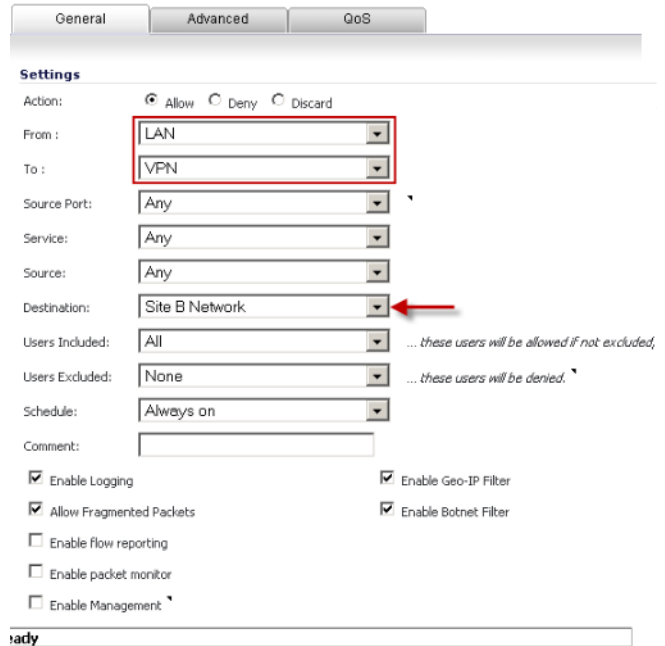 General Advanced QoS
Settings
Action: Allow Deny Discard
From : LAN
To : VPN
Source Port: Any
Service: Any
Source: Any
Destination: Site B Network
Users Included: All ... these users will be allowed if not excluded,
Users Excluded: None ... these users will be denied.
Schedule: Always on
Comment:
Enable Logging Enable Geo-IP Filter
Allow Fragmented Packets Enable Botnet Filter
Enable flow reporting
Enable packet monitor
Enable Management
eady